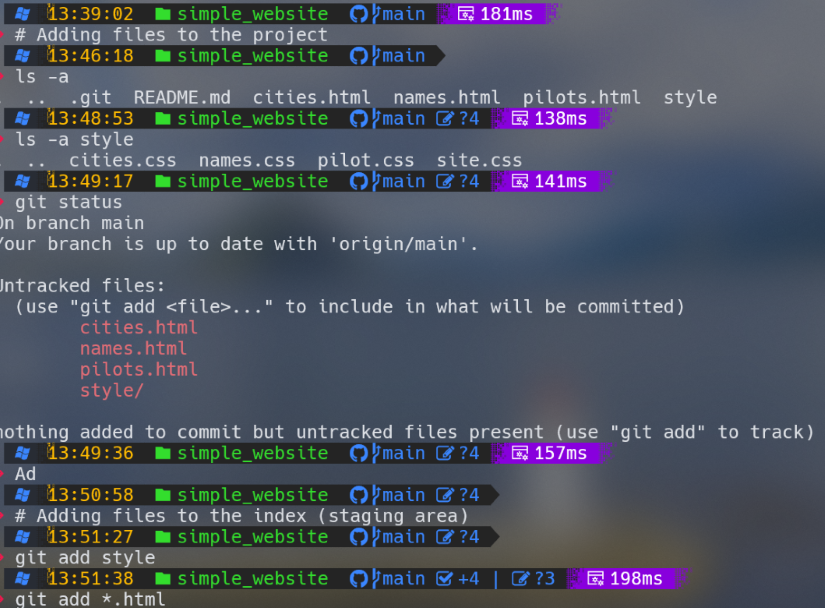 13:39:02 simple_website main 181ms
# Adding files to the project
13:46:18 simple_website main
ls -a
. .. .git README.md cities.html names.html pilots.html style
13:48:53 simple_website main ?4 138ms
ls -a style
. .. cities.css names.css pilot.css site.css
13:49:17 simple_website main ?4 141ms
git status
On branch main
Your branch is up to date with 'origin/main'.
Untracked files:
(use "git add <file>..." to include in what will be committed)
cities.html
names.html
pilots.html
style/
nothing added to commit but untracked files present (use "git add" to track)
13:49:36 simple_website main ?4 157ms
Ad
13:50:58 simple_website main ?4
# Adding files to the index (staging area)
13:51:27 simple_website main ?4
git add style
13:51:38 simple_website main +4 | ?3 198ms
git add *.html